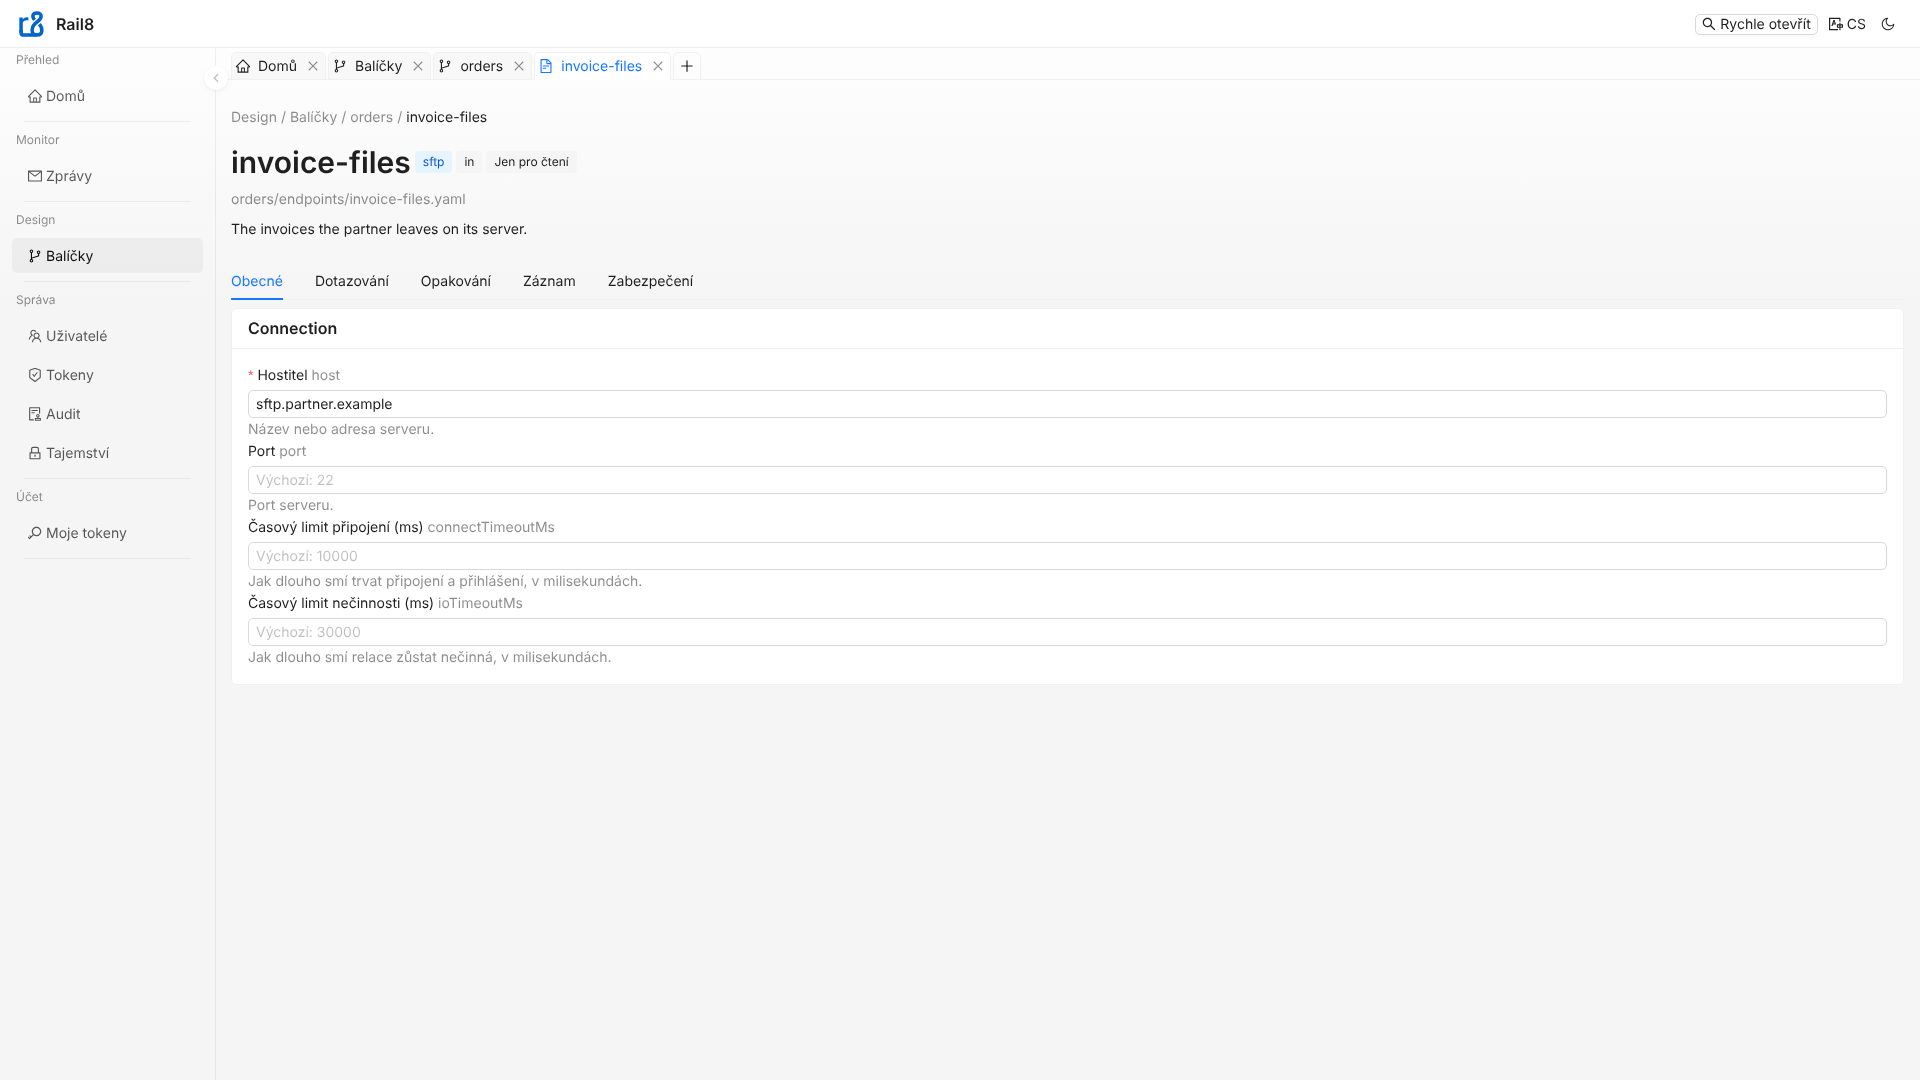 Rail8
Rychle otevřít
CS
Přehled
Domů
Monitor
Zprávy
Design
Balíčky
Správa
Uživatelé
Tokeny
Audit
Tajemství
Účet
Moje tokeny
Domů
Balíčky
orders
invoice-files
Design / Balíčky / orders / invoice-files
invoice-files sftp in Jen pro čtení
orders/endpoints/invoice-files.yaml
The invoices the partner leaves on its server.
Obecné Dotazování Opakování Záznam Zabezpečení
Connection
* Hostitel host
sftp.partner.example
Název nebo adresa serveru.
Port port
Výchozí: 22
Port serveru.
Časový limit připojení (ms) connectTimeoutMs
Výchozí: 10000
Jak dlouho smí trvat připojení a přihlášení, v milisekundách.
Časový limit nečinnosti (ms) ioTimeoutMs
Výchozí: 30000
Jak dlouho smí relace zůstat nečinná, v milisekundách.